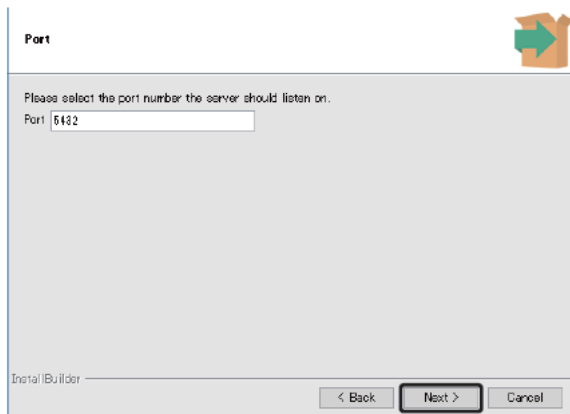 Port
Please select the port number the server should listen on.
Port 5432
InstallBuilder
< Back Next > Cancel